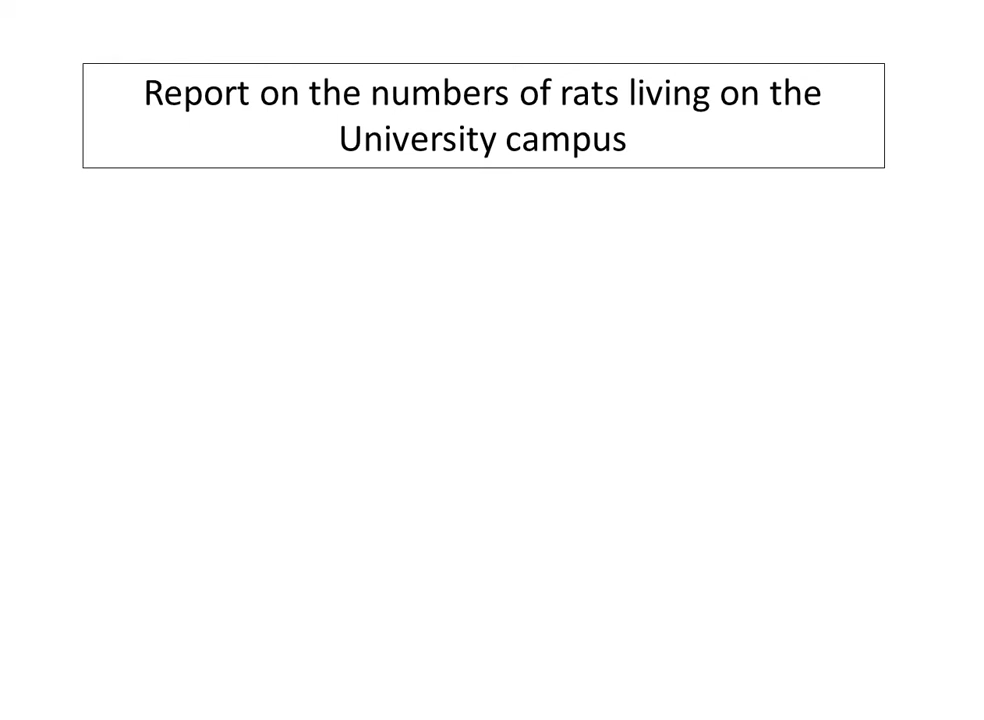 Report on the numbers of rats living on the
University campus